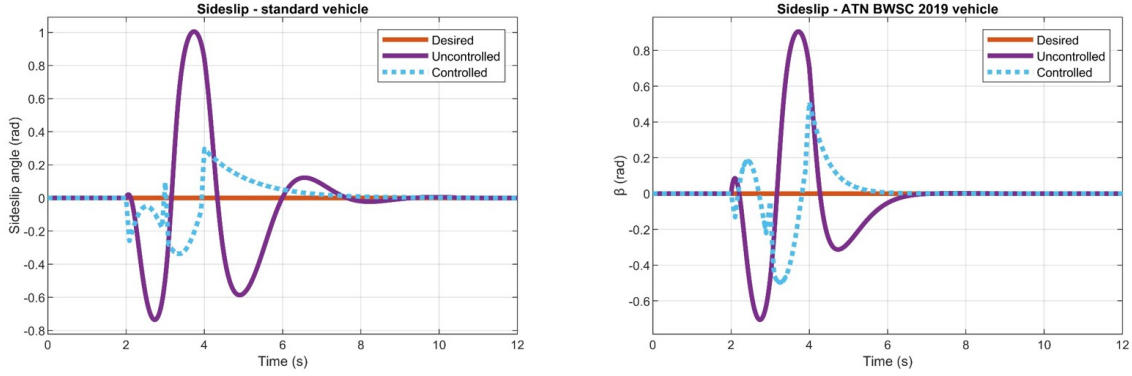 Sideslip - standard vehicle
Desired
Uncontrolled
Controlled
1
0.8
0.6
0.4
0.2
0
-0.2
-0.4
-0.6
-0.8
Sideslip angle (rad)
0 2 4 6 8 10 12
Time (s)
Sideslip - ATN BWSC 2019 vehicle
Desired
Uncontrolled
Controlled
0.8
0.6
0.4
0.2
0
-0.2
-0.4
-0.6
β (rad)
0 2 4 6 8 10 12
Time (s)